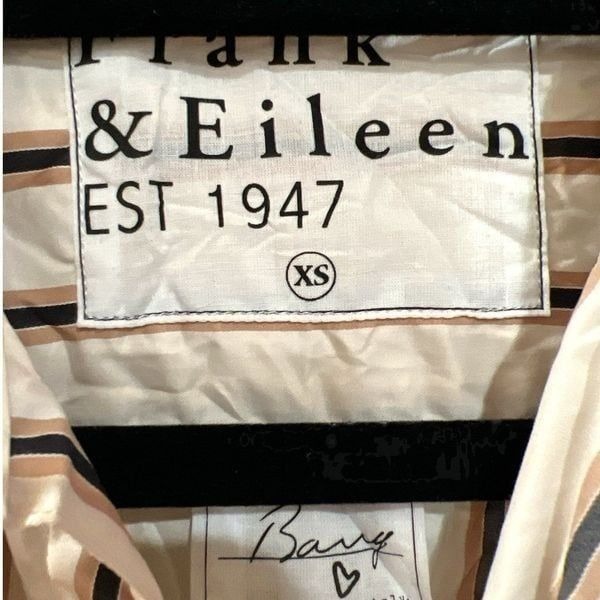 Frank
& Eileen
EST 1947
XS
Barry